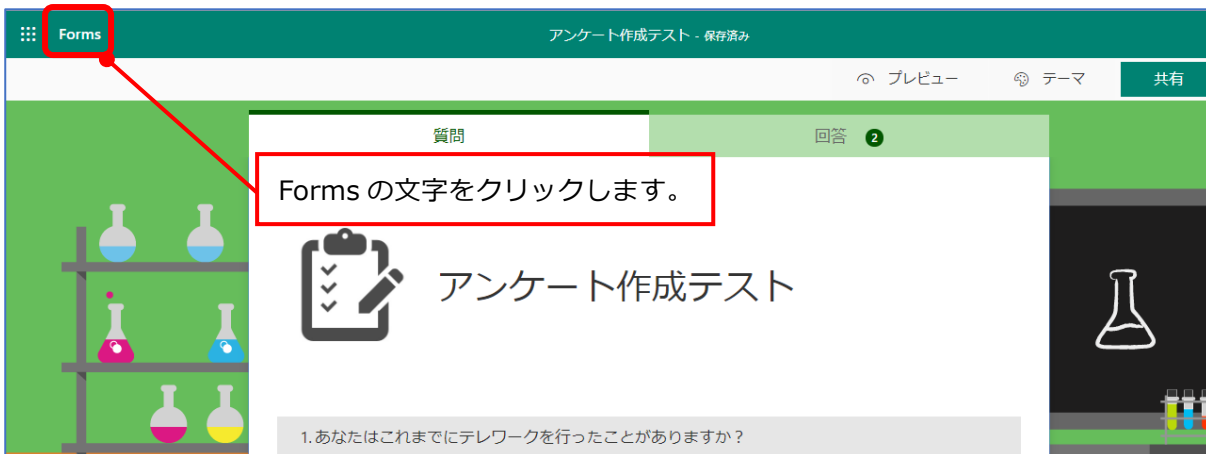 Forms
アンケート作成テスト - 保存済み
プレビュー
テーマ
共有
質問
回答 2
Forms の文字をクリックします。
アンケート作成テスト
1. あなたはこれまでにテレワークを行ったことがありますか？